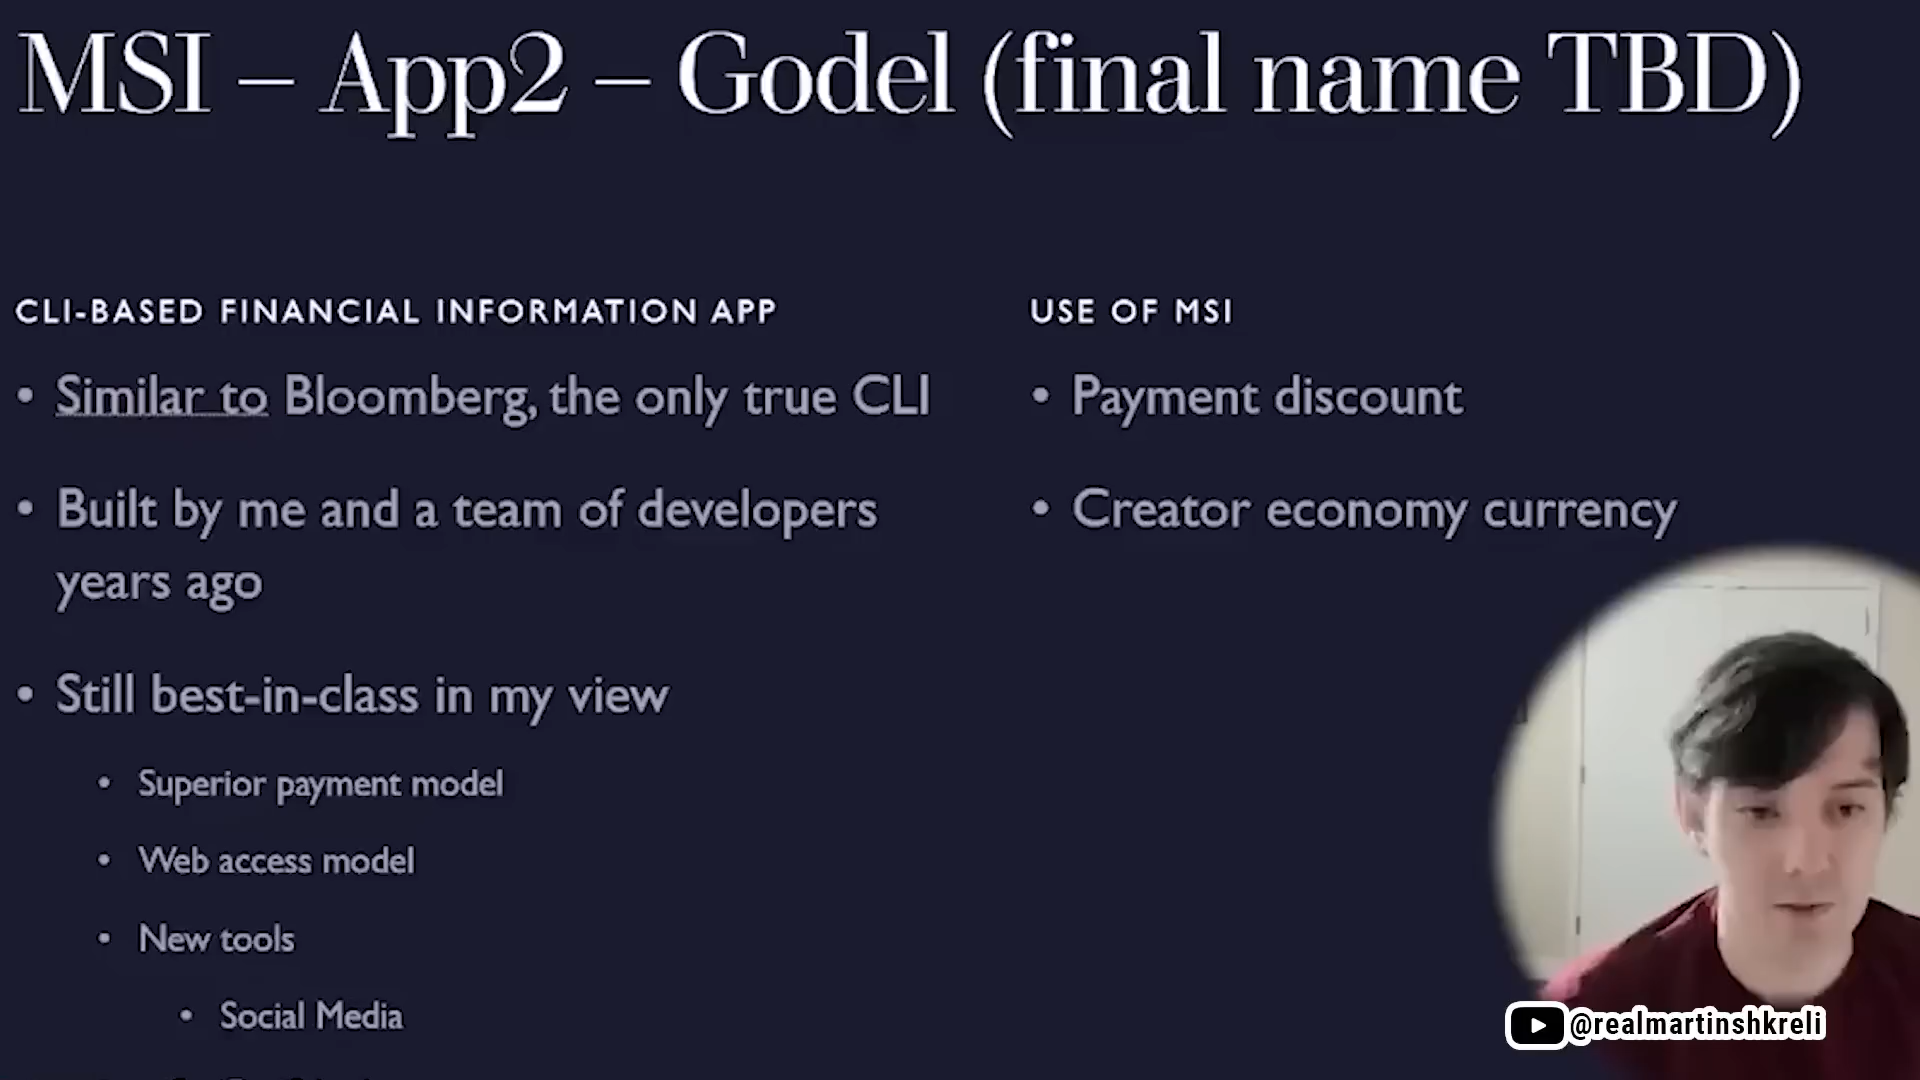 MSI – App2 – Godel (final name TBD)
CLI-BASED FINANCIAL INFORMATION APP
• Similar to Bloomberg, the only true CLI
• Built by me and a team of developers
years ago
• Still best-in-class in my view
• Superior payment model
• Web access model
• New tools
• Social Media
USE OF MSI
• Payment discount
• Creator economy currency
@realmartinshkreli